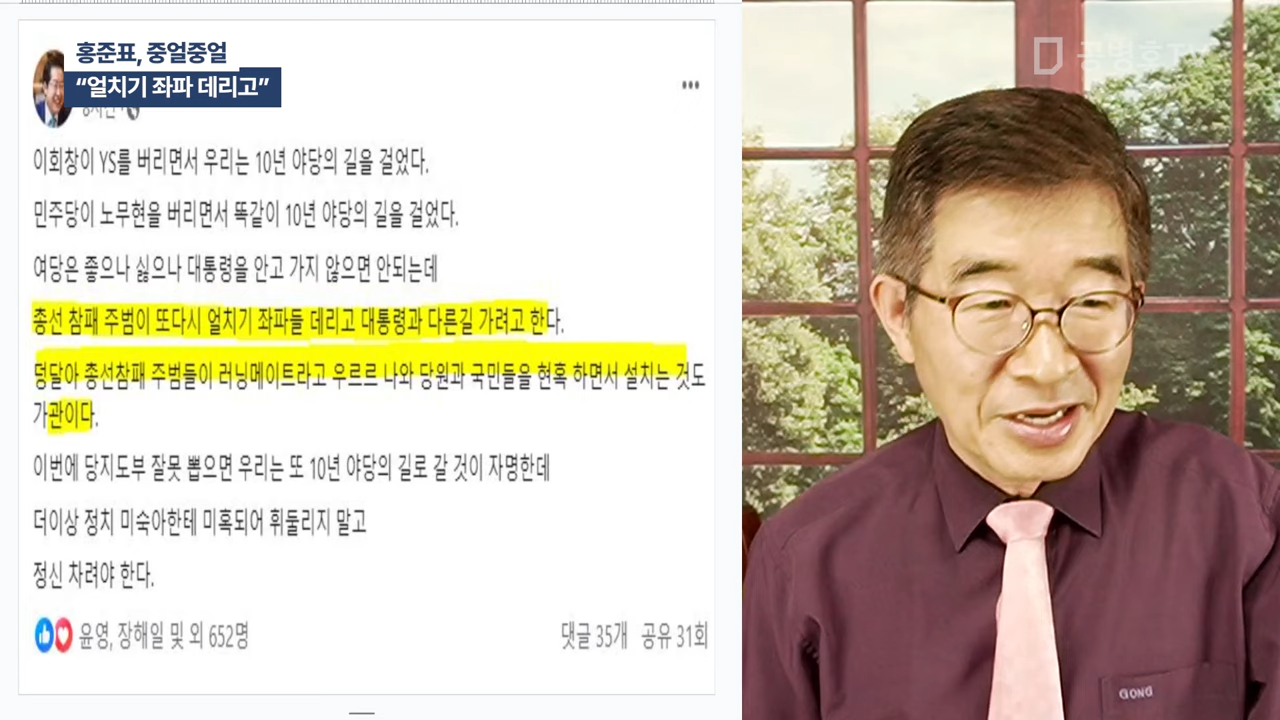 홍준표, 중얼중얼
“얼치기 좌파 데리고”
이회창이 YS를 버리면서 우리는 10년 야당의 길을 걸었다.
민주당이 노무현을 버리면서 똑같이 10년 야당의 길을 걸었다.
여당은 좋으나 싫으나 대통령을 안고 가지 않으면 안되는데
총선 참패 주범이 또다시 얼치기 좌파들 데리고 대통령과 다른길 가려고 한다.
덩달아 총선참패 주범들이 러닝메이트라고 우르르 나와 당원과 국민들을 현혹 하면서 설치는 것도
가관이다.
이번에 당지도부 잘못 뽑으면 우리는 또 10년 야당의 길로 갈 것이 자명한데
더이상 정치 미숙아한테 미혹되어 휘둘리지 말고
정신 차려야 한다.
윤영, 장해일 및 외 652명
댓글 35개 공유 31회
공병호TV
GONG